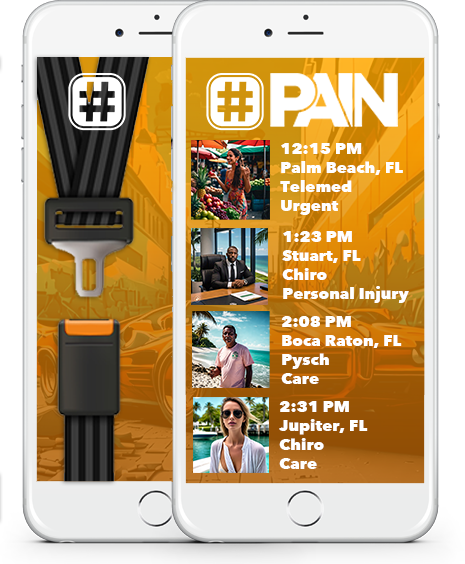 #
# PAIN
12:15 PM
Palm Beach, FL
Telemed
Urgent
1:23 PM
Stuart, FL
Chiro
Personal Injury
2:08 PM
Boca Raton, FL
Pysch
Care
2:31 PM
Jupiter, FL
Chiro
Care